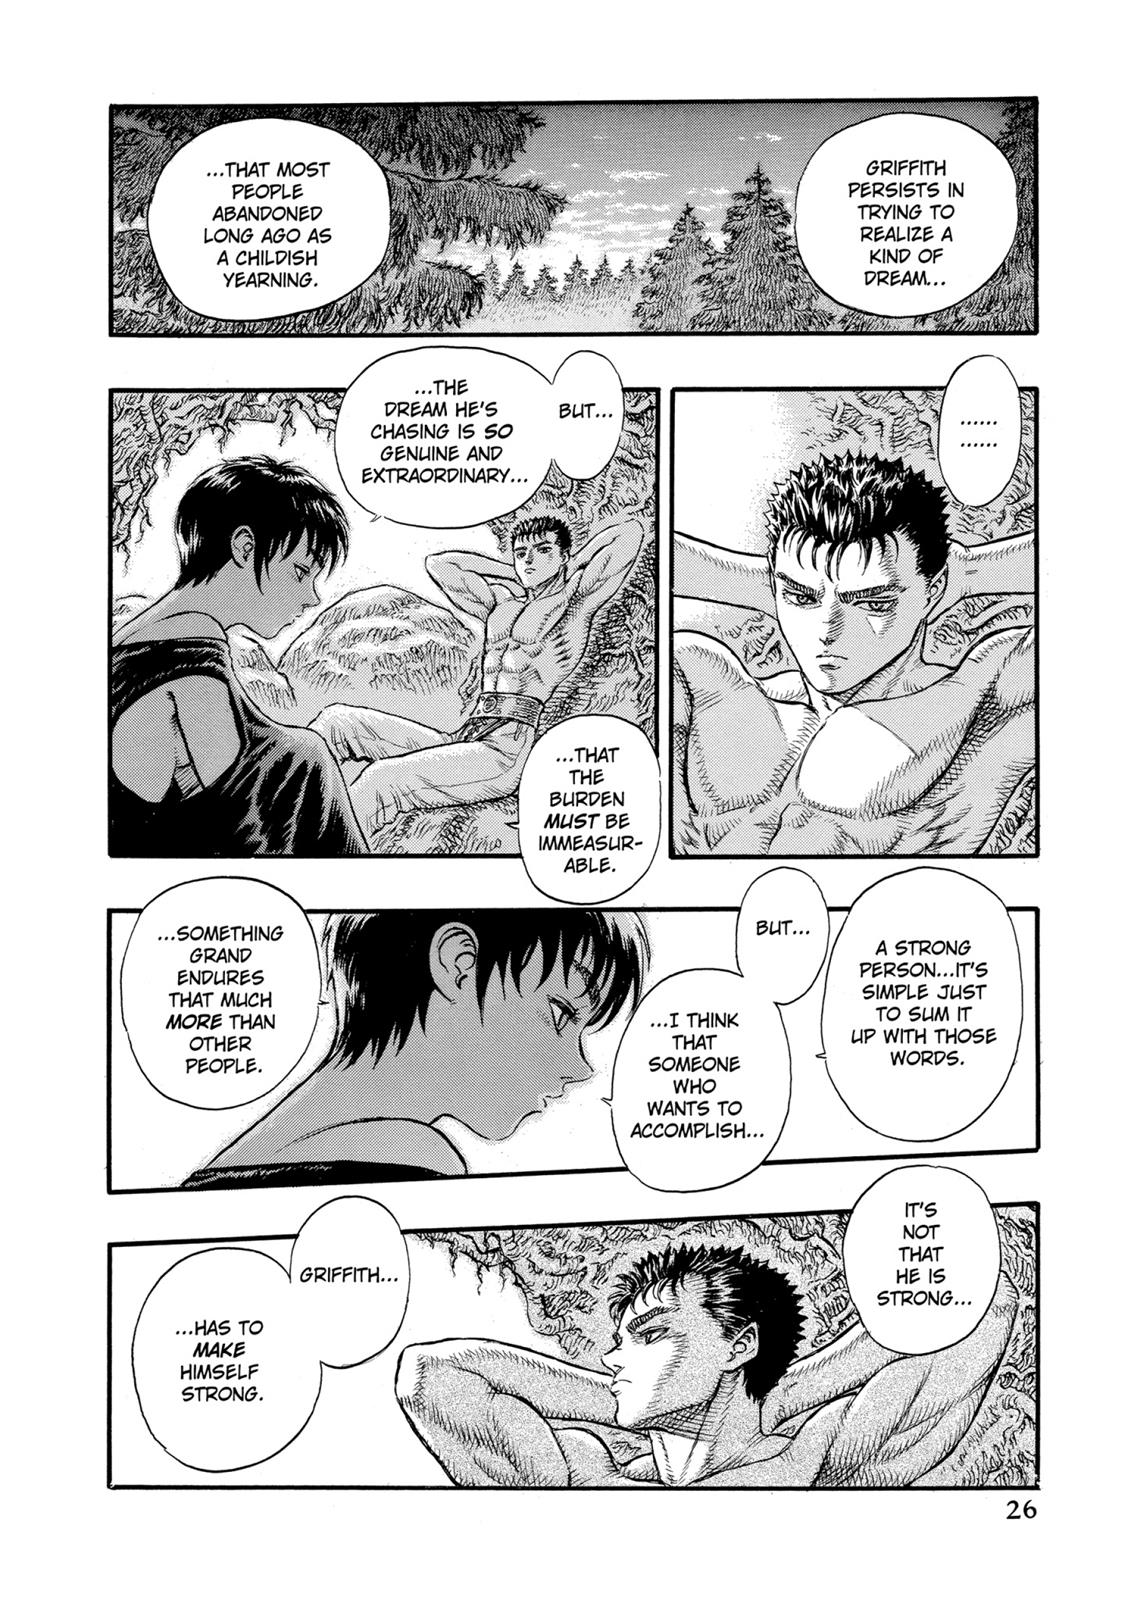 GRIFFITH
PERSISTS IN
TRYING TO
REALIZE A
KIND OF
DREAM...
...THAT MOST
PEOPLE
ABANDONED
LONG AGO AS
A CHILDISH
YEARNING.
......
......
BUT...
...THE
DREAM HE'S
CHASING IS SO
GENUINE AND
EXTRAORDINARY...
...THAT
THE
BURDEN
MUST BE
IMMEASUR-
ABLE.
A STRONG
PERSON...IT'S
SIMPLE JUST
TO SUM IT
UP WITH THOSE
WORDS.
BUT...
...I THINK
THAT
SOMEONE
WHO
WANTS TO
ACCOMPLISH...
...SOMETHING
GRAND
ENDURES
THAT MUCH
MORE THAN
OTHER
PEOPLE.
IT'S
NOT
THAT
HE IS
STRONG...
GRIFFITH...
...HAS TO
MAKE
HIMSELF
STRONG.
26